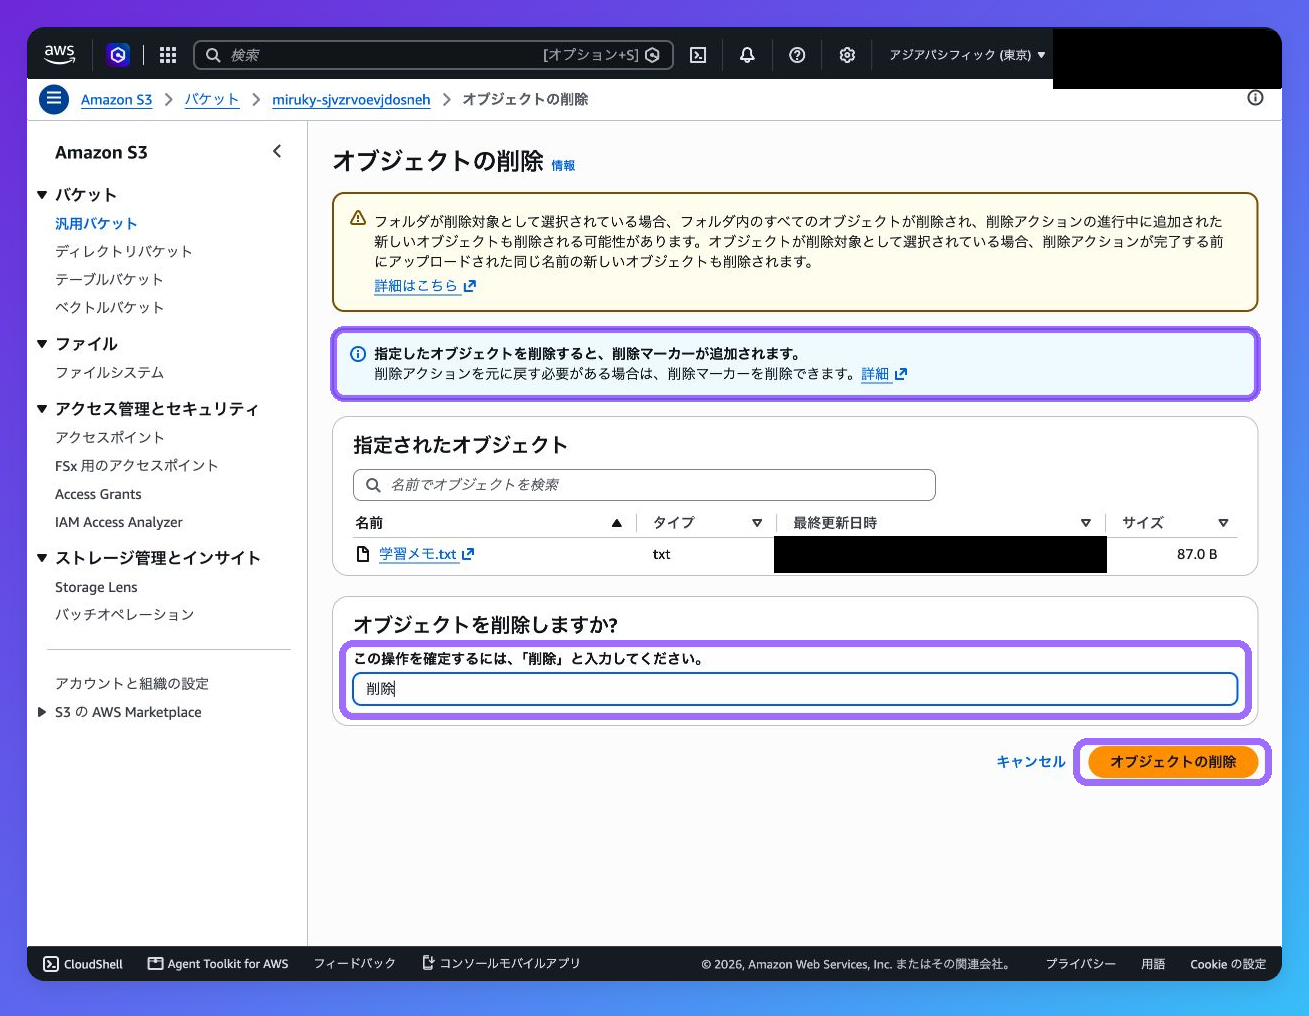 aws
検索 [オプション+S]
アジアパシフィック (東京) ▼
Amazon S3 > バケット > miruky-sjvzrvoevjdosneh > オブジェクトの削除
Amazon S3
▼ バケット
汎用バケット
ディレクトリバケット
テーブルバケット
ベクトルバケット
▼ ファイル
ファイルシステム
▼ アクセス管理とセキュリティ
アクセスポイント
FSx 用のアクセスポイント
Access Grants
IAM Access Analyzer
▼ ストレージ管理とインサイト
Storage Lens
バッチオペレーション
アカウントと組織の設定
▶ S3 の AWS Marketplace
オブジェクトの削除 情報
フォルダが削除対象として選択されている場合、フォルダ内のすべてのオブジェクトが削除され、削除アクションの進行中に追加された
新しいオブジェクトも削除される可能性があります。オブジェクトが削除対象として選択されている場合、削除アクションが完了する前
にアップロードされた同じ名前の新しいオブジェクトも削除されます。
詳細はこちら
指定したオブジェクトを削除すると、削除マーカーが追加されます。
削除アクションを元に戻す必要がある場合は、削除マーカーを削除できます。詳細
指定されたオブジェクト
名前でオブジェクトを検索
名前 ▲ タイプ ▽ 最終更新日時 ▽ サイズ ▽
学習メモ.txt txt 87.0 B
オブジェクトを削除しますか?
この操作を確定するには、「削除」と入力してください。
削除
キャンセル オブジェクトの削除
CloudShell Agent Toolkit for AWS フィードバック コンソールモバイルアプリ © 2026, Amazon Web Services, Inc. またはその関連会社。 プライバシー 用語 Cookie の設定